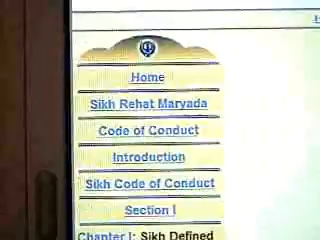 Home
Sikh Rehat Maryada
Code of Conduct
Introduction
Sikh Code of Conduct
Section I
Chapter I: Sikh Defined